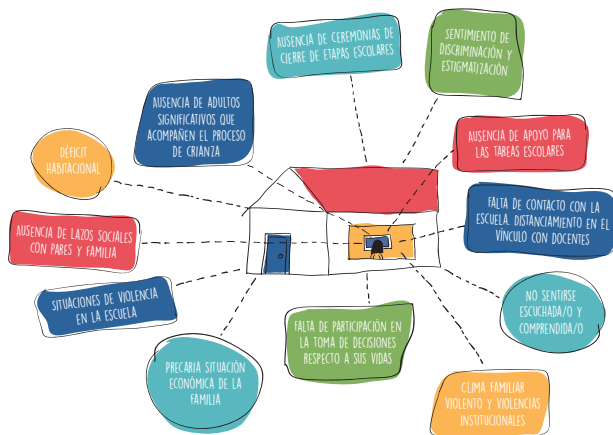 AUSENCIA DE CEREMONIAS DE
CIERRE DE ETAPAS ESCOLARES
SENTIMIENTO DE
DISCRIMINACIÓN Y
ESTIGMATIZACIÓN
AUSENCIA DE ADULTOS
SIGNIFICATIVOS QUE
ACOMPAÑEN EL PROCESO
DE CRIANZA
AUSENCIA DE APOYO PARA
LAS TAREAS ESCOLARES
DÉFICIT
HABITACIONAL
FALTA DE CONTACTO CON LA
ESCUELA. DISTANCIAMIENTO EN EL
VÍNCULO CON DOCENTES
AUSENCIA DE LAZOS SOCIALES
CON PARES Y FAMILIA
SITUACIONES DE VIOLENCIA
EN LA ESCUELA
NO SENTIRSE
ESCUCHADA/O Y
COMPRENDIDA/O
FALTA DE PARTICIPACIÓN EN
LA TOMA DE DECISIONES
RESPECTO A SUS VIDAS
PRECARIA SITUACIÓN
ECONÓMICA DE LA
FAMILIA
CLIMA FAMILIAR
VIOLENTO Y VIOLENCIAS
INSTITUCIONALES